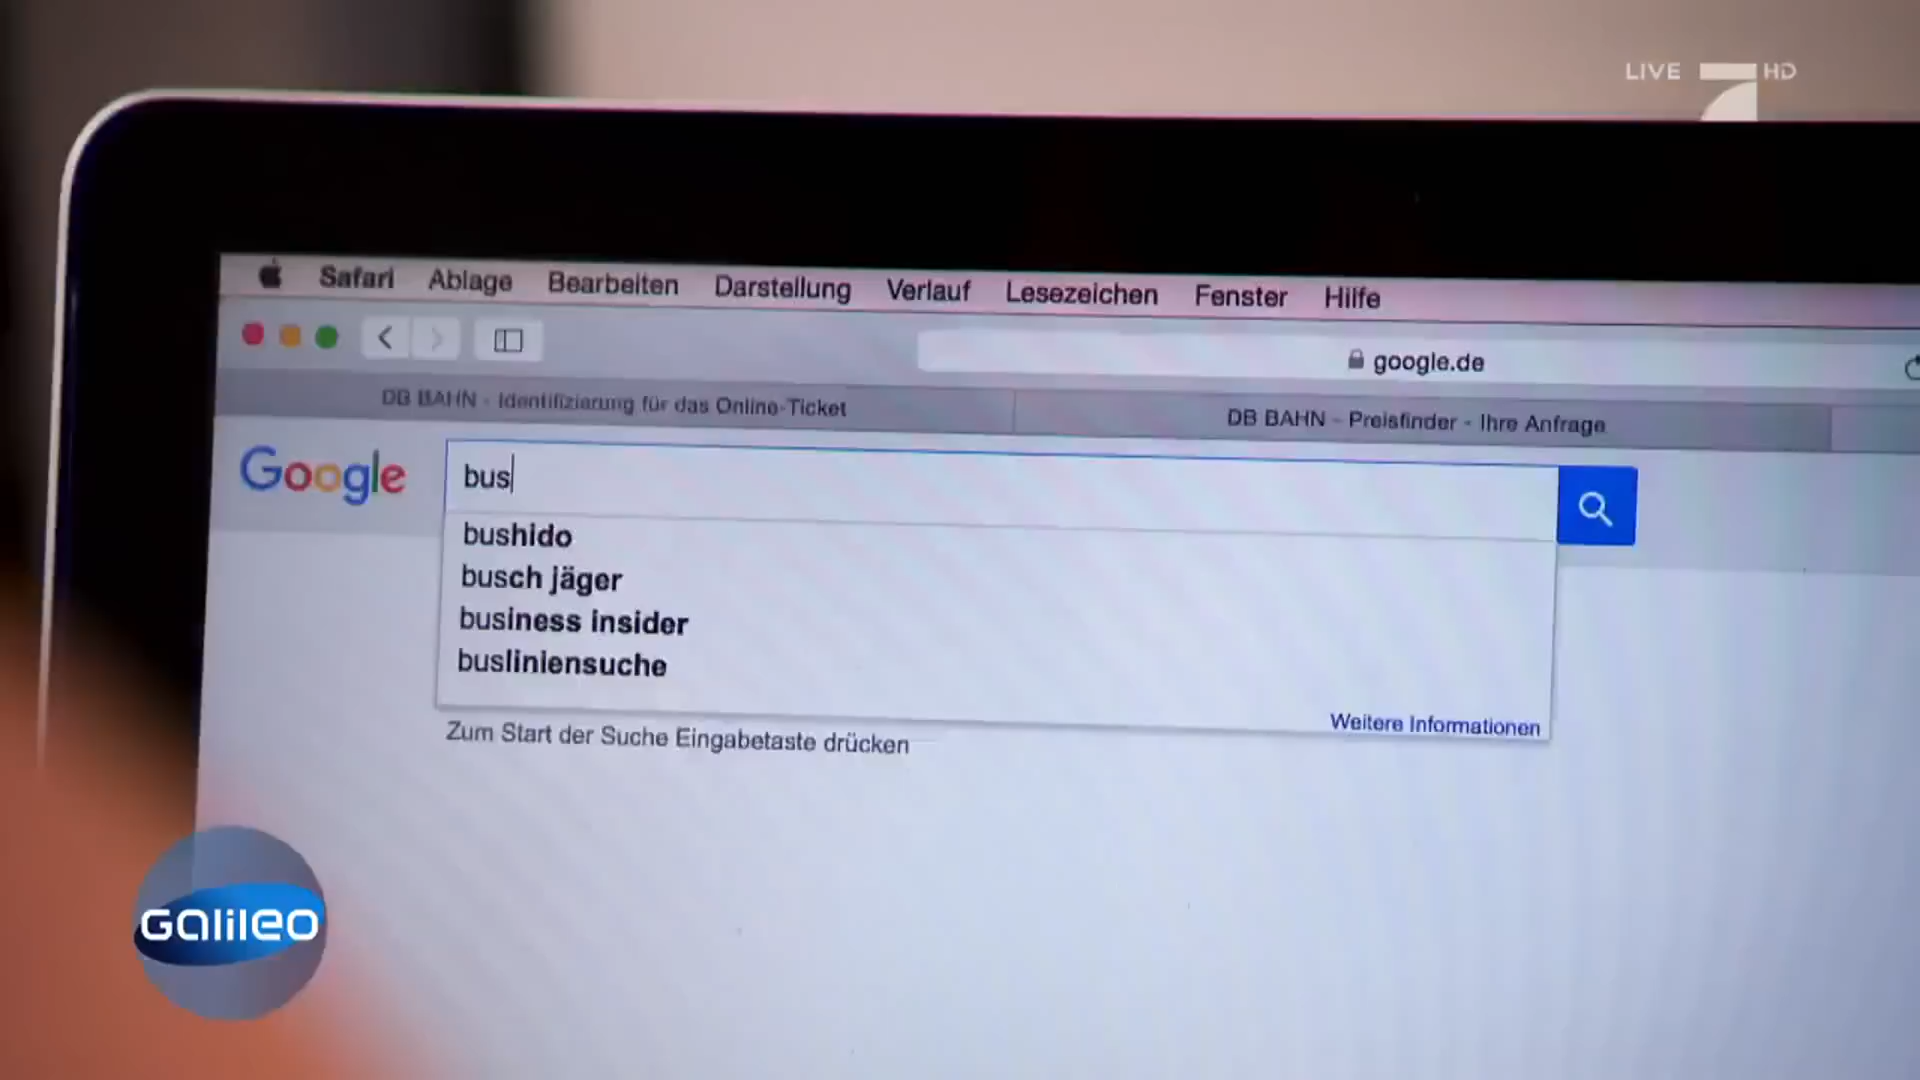 LIVE 7 HD
Safari Ablage Bearbeiten Darstellung Verlauf Lesezeichen Fenster Hilfe
google.de
DB BAHN - Identifizierung für das Online-Ticket
DB BAHN - Preisfinder - Ihre Anfrage
Google
bus
bushido
busch jäger
business insider
busliniensuche
Weitere Informationen
Zum Start der Suche Eingabetaste drücken
Galileo